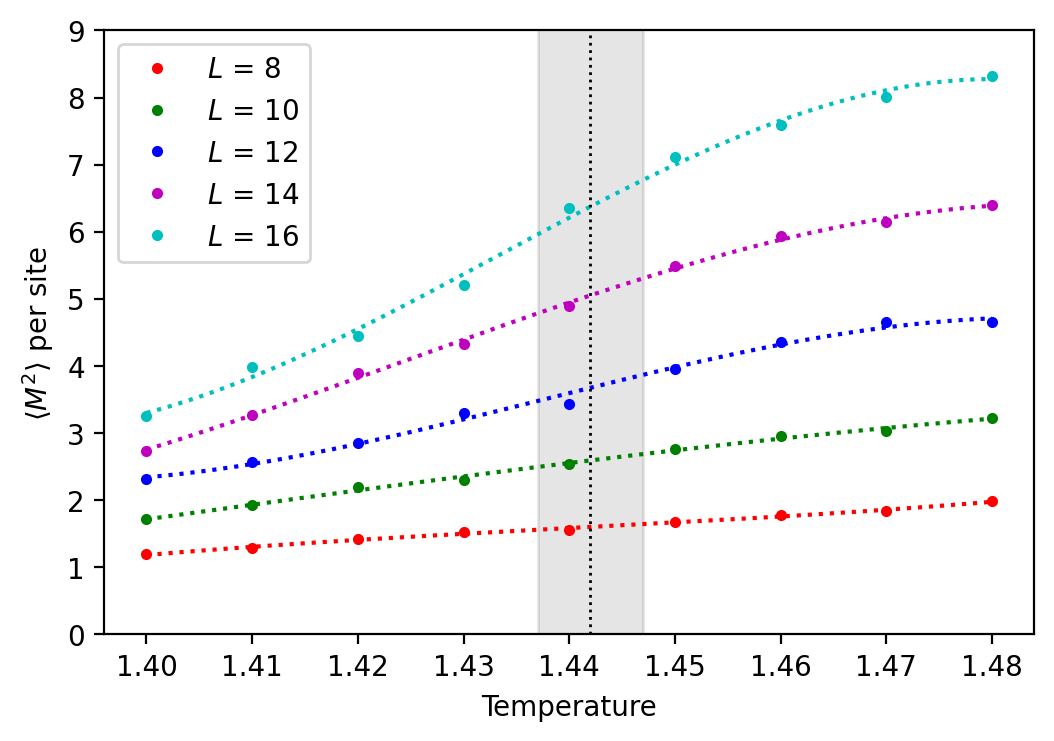 9
8
7
6
5
4
3
2
1
0
⟨M²⟩ per site
L = 8
L = 10
L = 12
L = 14
L = 16
1.40 1.41 1.42 1.43 1.44 1.45 1.46 1.47 1.48
Temperature